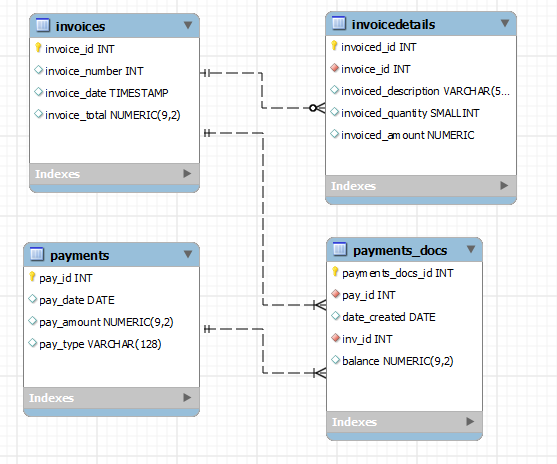 invoices
invoice_id INT
invoice_number INT
invoice_date TIMESTAMP
invoice_total NUMERIC(9,2)
Indexes
invoicedetails
invoiced_id INT
invoice_id INT
invoiced_description VARCHAR(5...
invoiced_quantity SMALLINT
invoiced_amount NUMERIC
Indexes
payments
pay_id INT
pay_date DATE
pay_amount NUMERIC(9,2)
pay_type VARCHAR(128)
Indexes
payments_docs
payments_docs_id INT
pay_id INT
date_created DATE
inv_id INT
balance NUMERIC(9,2)
Indexes